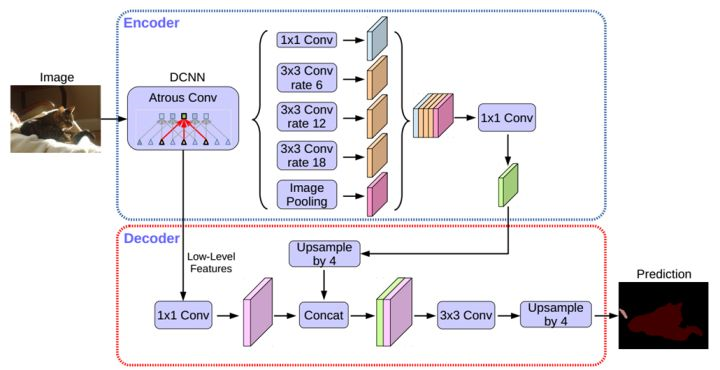 Encoder
Image
DCNN
Atrous Conv
1x1 Conv
3x3 Conv
rate 6
3x3 Conv
rate 12
3x3 Conv
rate 18
Image
Pooling
1x1 Conv
Decoder
Low-Level
Features
Upsample
by 4
1x1 Conv
Concat
3x3 Conv
Upsample
by 4
Prediction